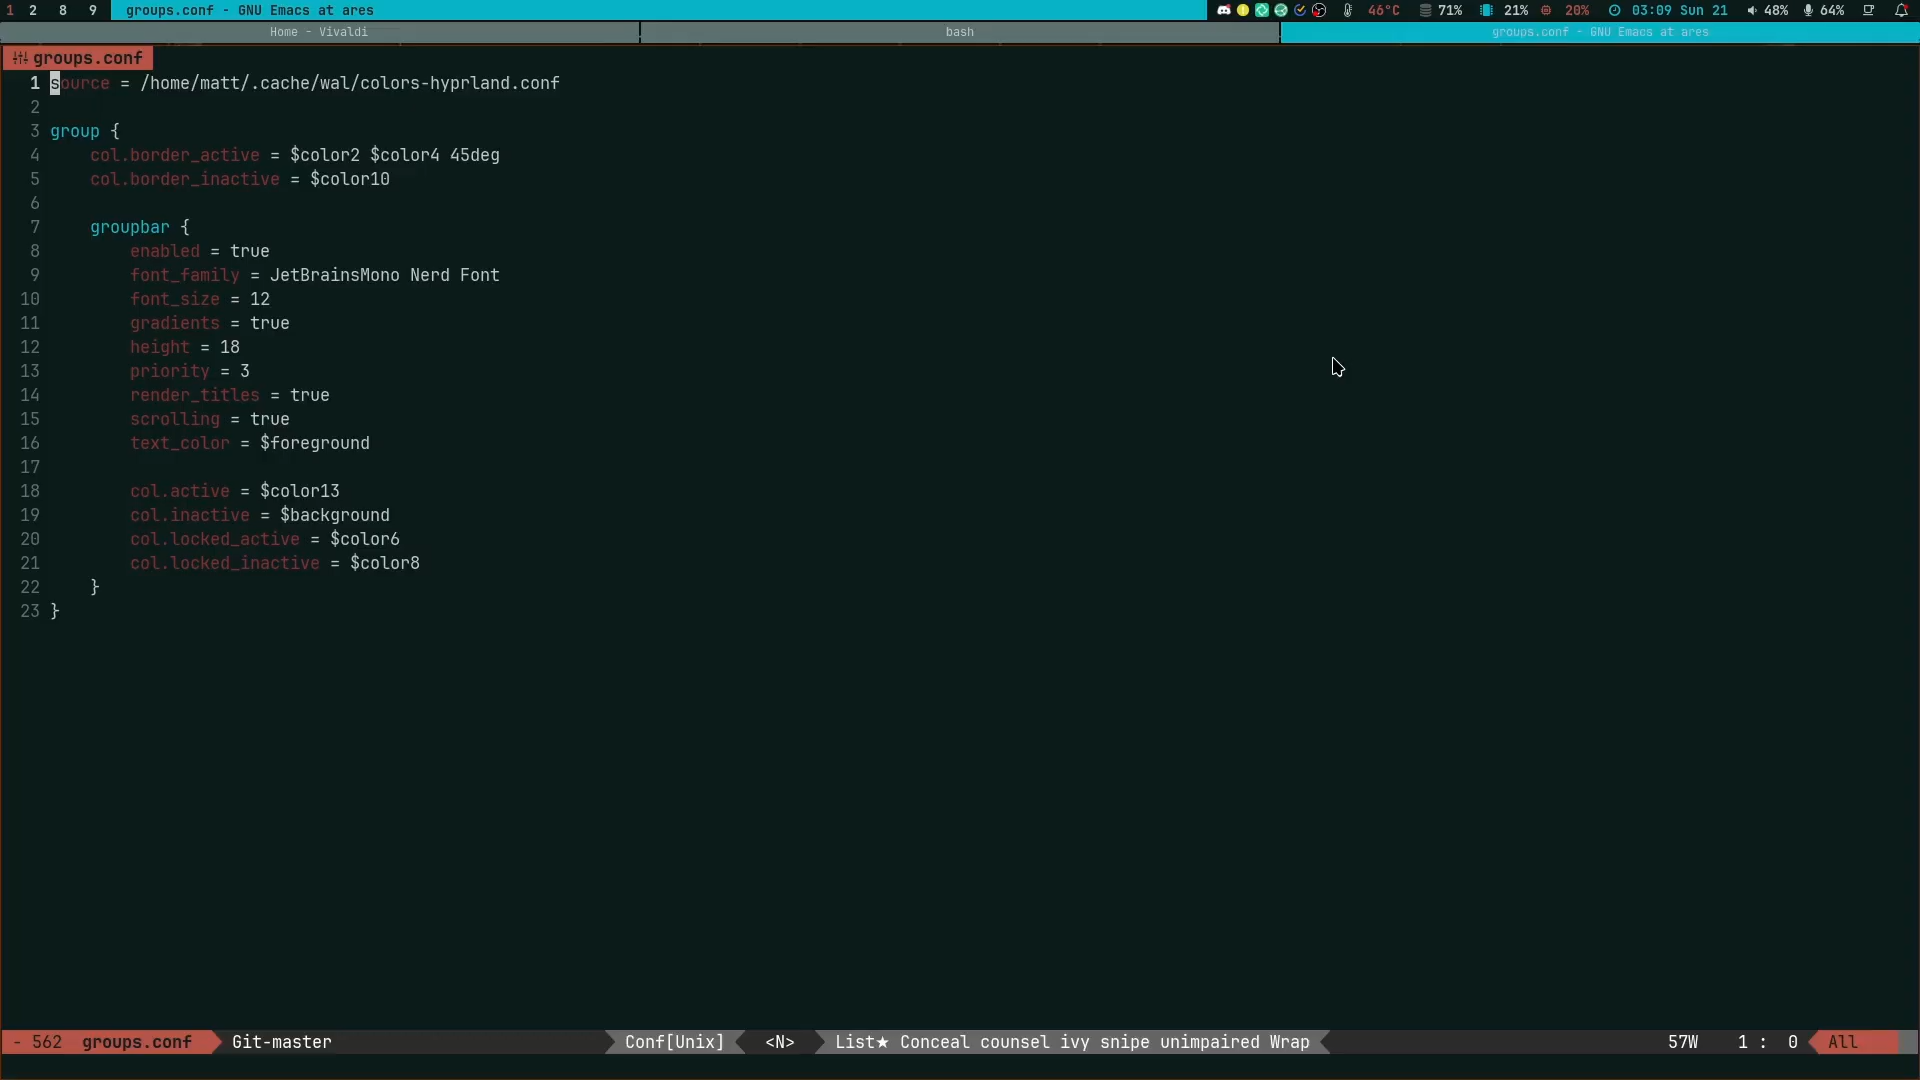 1 2 8 9 groups.conf - GNU Emacs at ares 46°C 71% 21% 20% 03:09 Sun 21 48% 64%
Home - Vivaldi bash groups.conf - GNU Emacs at ares
groups.conf
1 source = /home/matt/.cache/wal/colors-hyprland.conf
2
3 group {
4 col.border_active = $color2 $color4 45deg
5 col.border_inactive = $color10
6
7 groupbar {
8 enabled = true
9 font_family = JetBrainsMono Nerd Font
10 font_size = 12
11 gradients = true
12 height = 18
13 priority = 3
14 render_titles = true
15 scrolling = true
16 text_color = $foreground
17
18 col.active = $color13
19 col.inactive = $background
20 col.locked_active = $color6
21 col.locked_inactive = $color8
22 }
23 }
- 562 groups.conf Git-master Conf[Unix] <N> List★ Conceal counsel ivy snipe unimpaired Wrap 57W 1 : 0 All